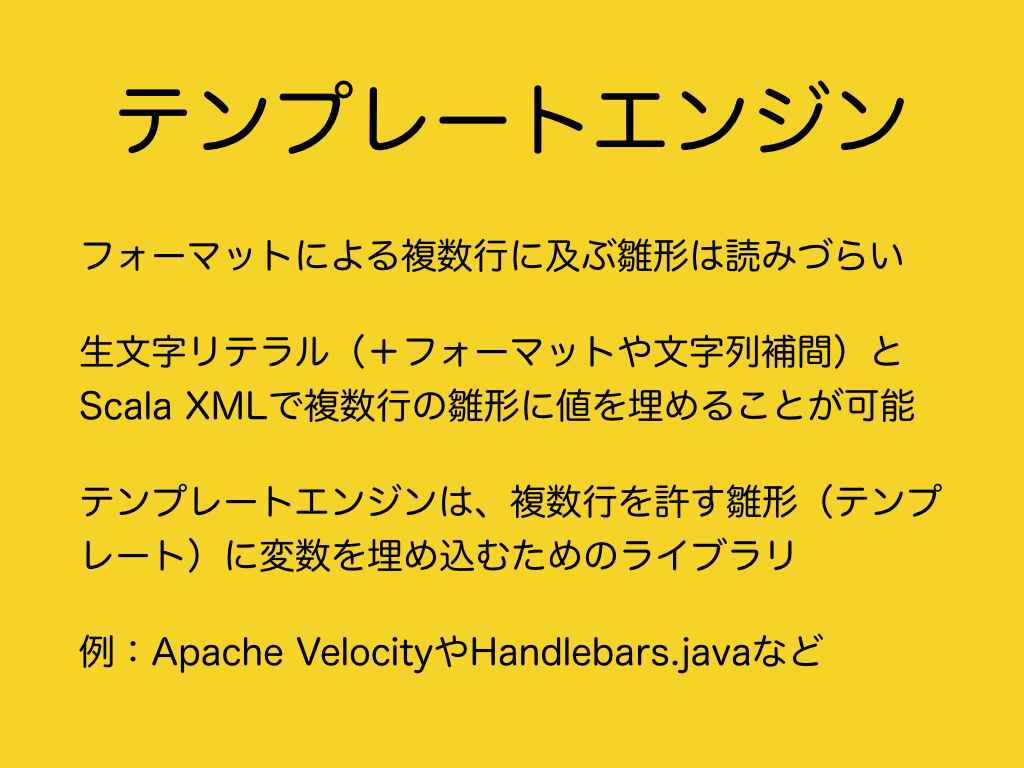 テンプレートエンジン
フォーマットによる複数行に及ぶ雛形は読みづらい
生文字リテラル（＋フォーマットや文字列補間）と
Scala XMLで複数行の雛形に値を埋めることが可能
テンプレートエンジンは、複数行を許す雛形（テンプ
レート）に変数を埋め込むためのライブラリ
例：Apache VelocityやHandlebars.javaなど